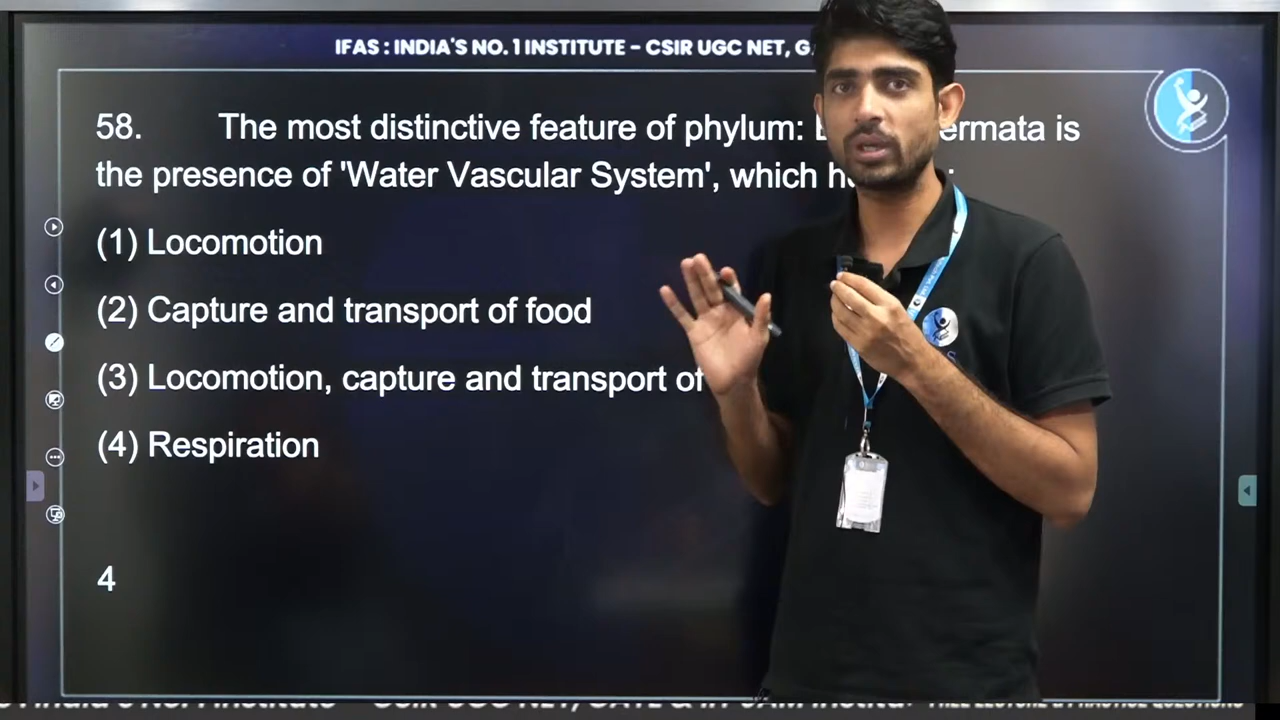 IFAS : INDIA'S NO. 1 INSTITUTE - CSIR UGC NET, G.
58. The most distinctive feature of phylum: E ermata is
the presence of 'Water Vascular System', which h :
(1) Locomotion
(2) Capture and transport of food
(3) Locomotion, capture and transport of
(4) Respiration
4